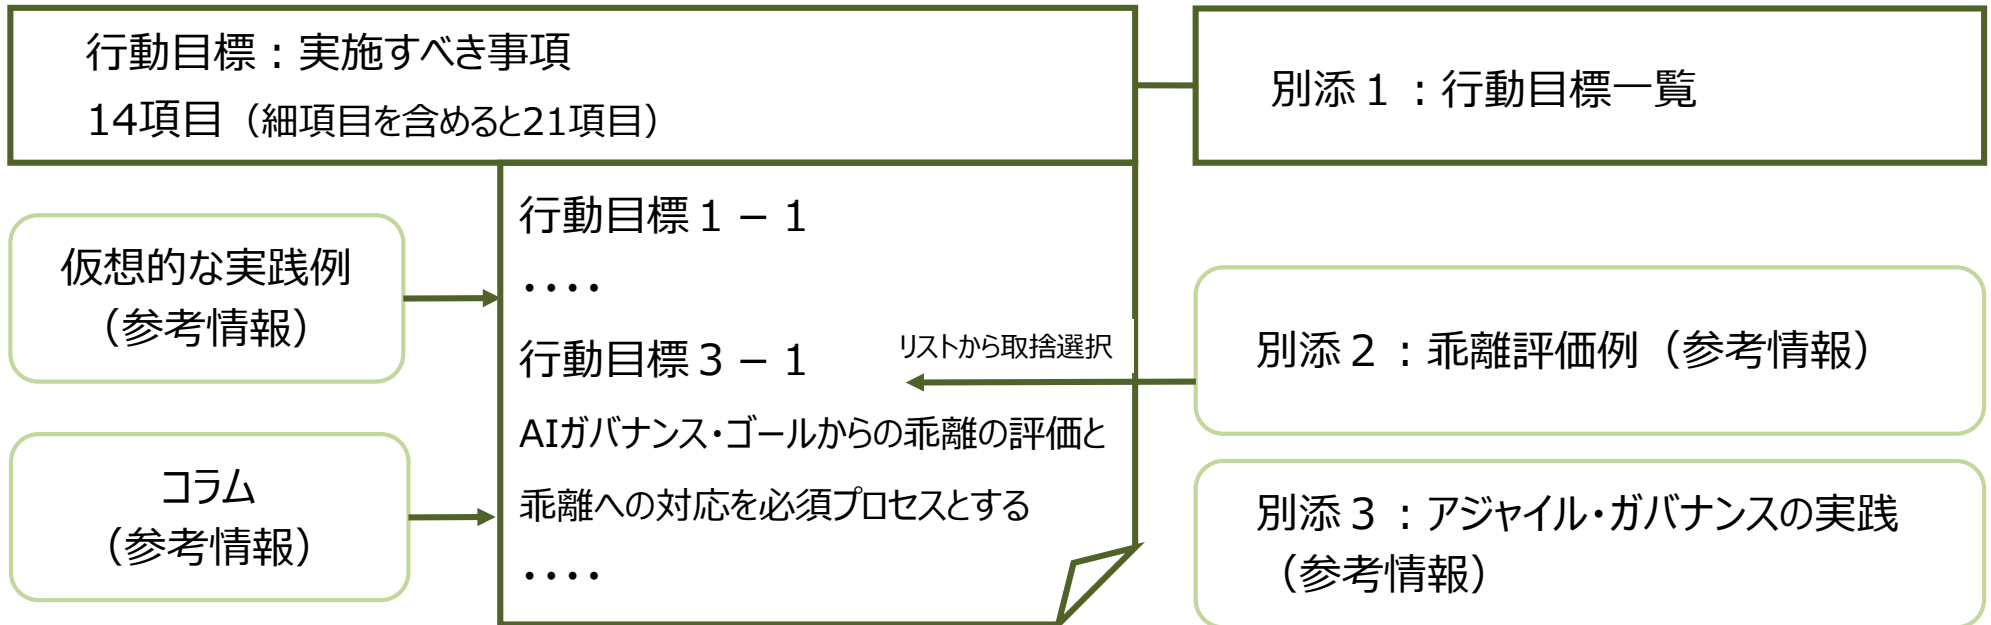 行動目標：実施すべき事項
14項目（細項目を含めると21項目）
別添１：行動目標一覧
行動目標１－１
・・・・
仮想的な実践例
（参考情報）
行動目標３－１
リストから取捨選択
別添２：乖離評価例（参考情報）
AIガバナンス・ゴールからの乖離の評価と
乖離への対応を必須プロセスとする
・・・・
コラム
（参考情報）
別添３：アジャイル・ガバナンスの実践
（参考情報）